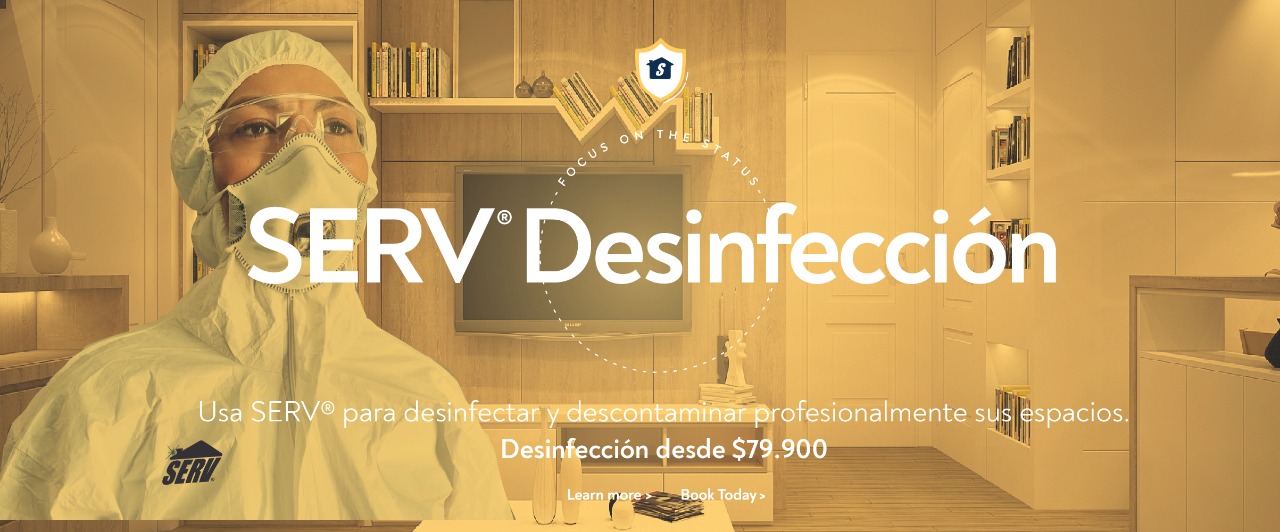 S
FOCUS ON THE STATUS
SERV® Desinfección
Usa SERV® para desinfectar y descontaminar profesionalmente sus espacios.
Desinfección desde $79.900
SERV
Learn more > Book Today >